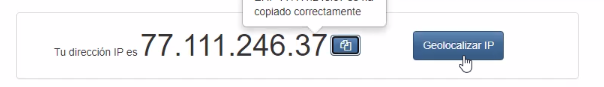 copiado correctamente
Tu dirección IP es 77.111.246.37 Geolocalizar IP